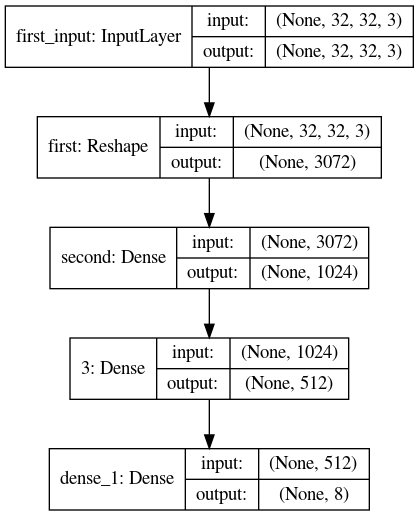 first_input: InputLayer
input: (None, 32, 32, 3)
output: (None, 32, 32, 3)
first: Reshape
input: (None, 32, 32, 3)
output: (None, 3072)
second: Dense
input: (None, 3072)
output: (None, 1024)
3: Dense
input: (None, 1024)
output: (None, 512)
dense_1: Dense
input: (None, 512)
output: (None, 8)